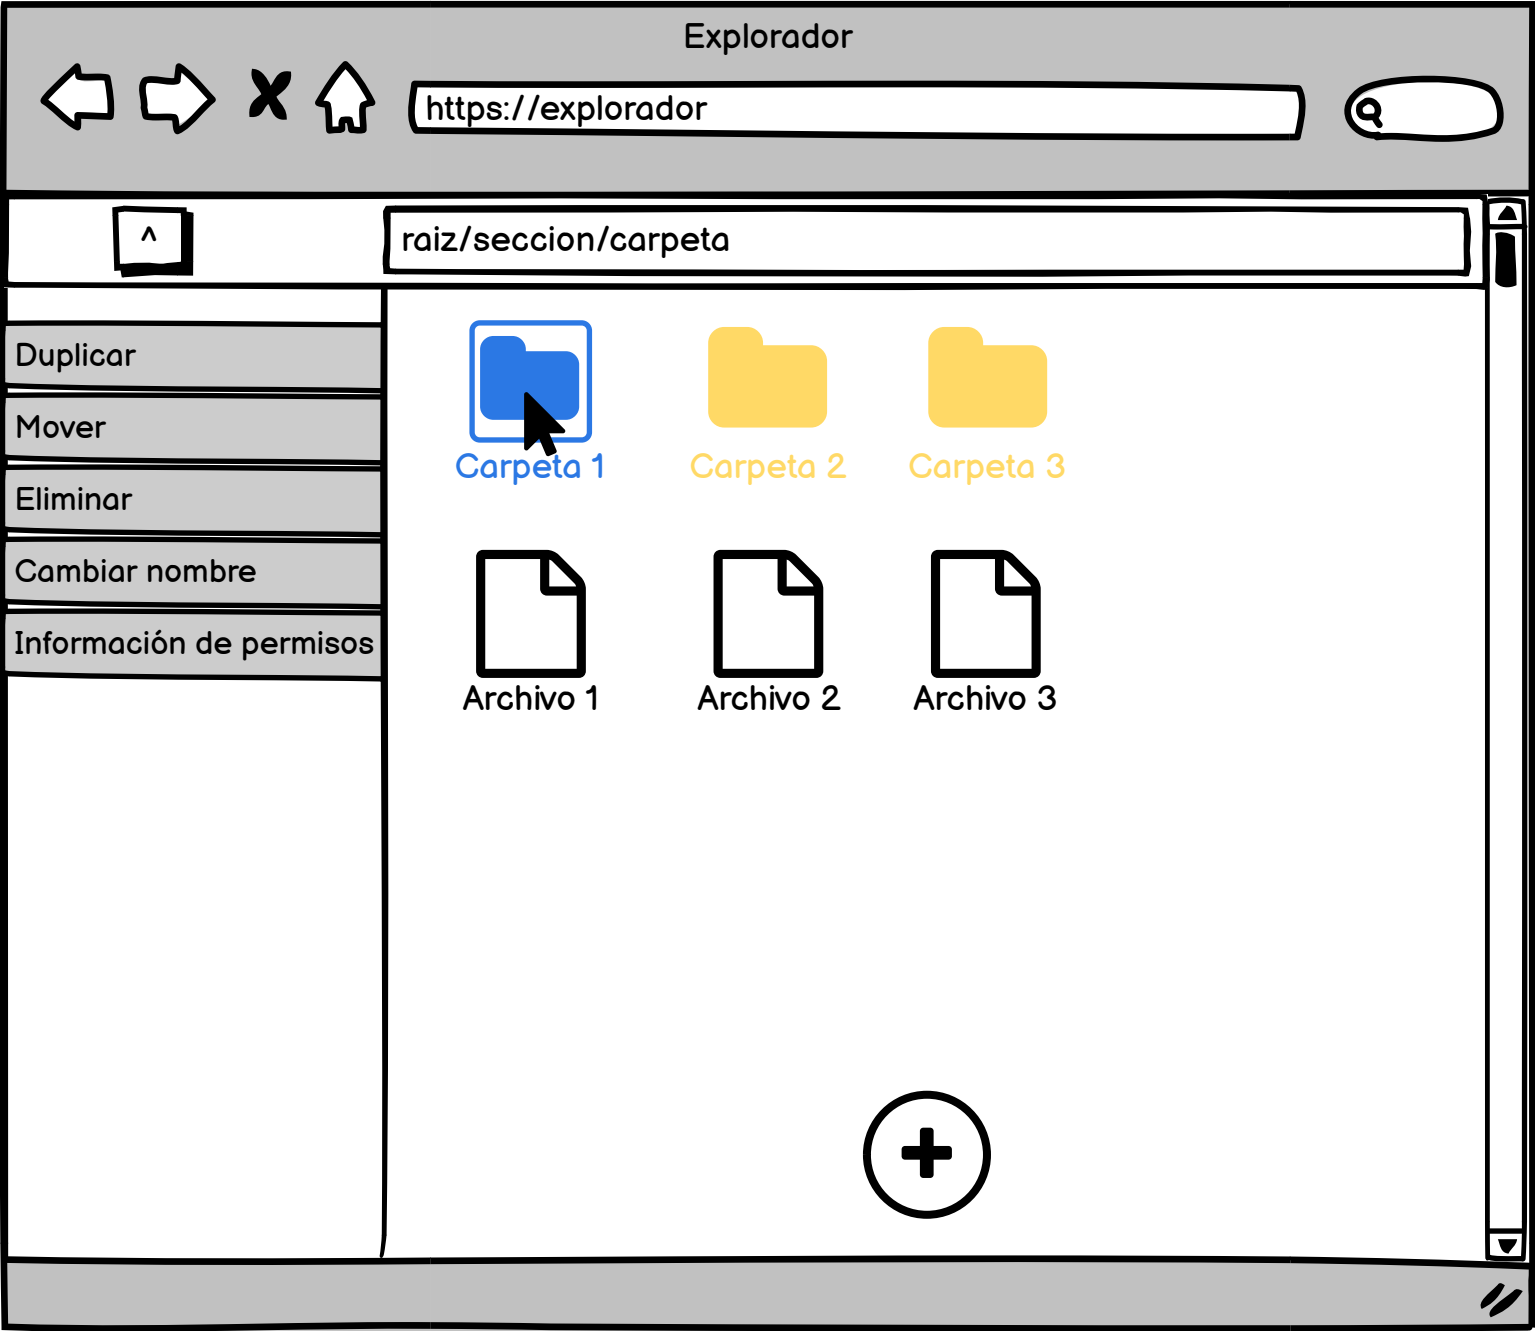 Explorador
https://explorador
^
raiz/seccion/carpeta
Duplicar
Mover
Eliminar
Cambiar nombre
Información de permisos
Carpeta 1
Carpeta 2
Carpeta 3
Archivo 1
Archivo 2
Archivo 3